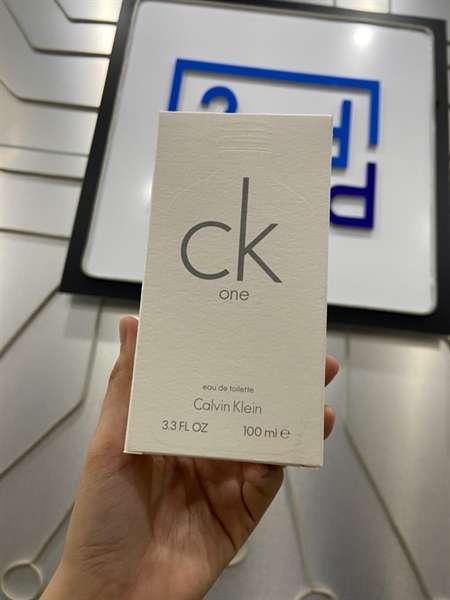 ck
one
eau de toilette
Calvin Klein
3.3 FL OZ 100 ml ℮